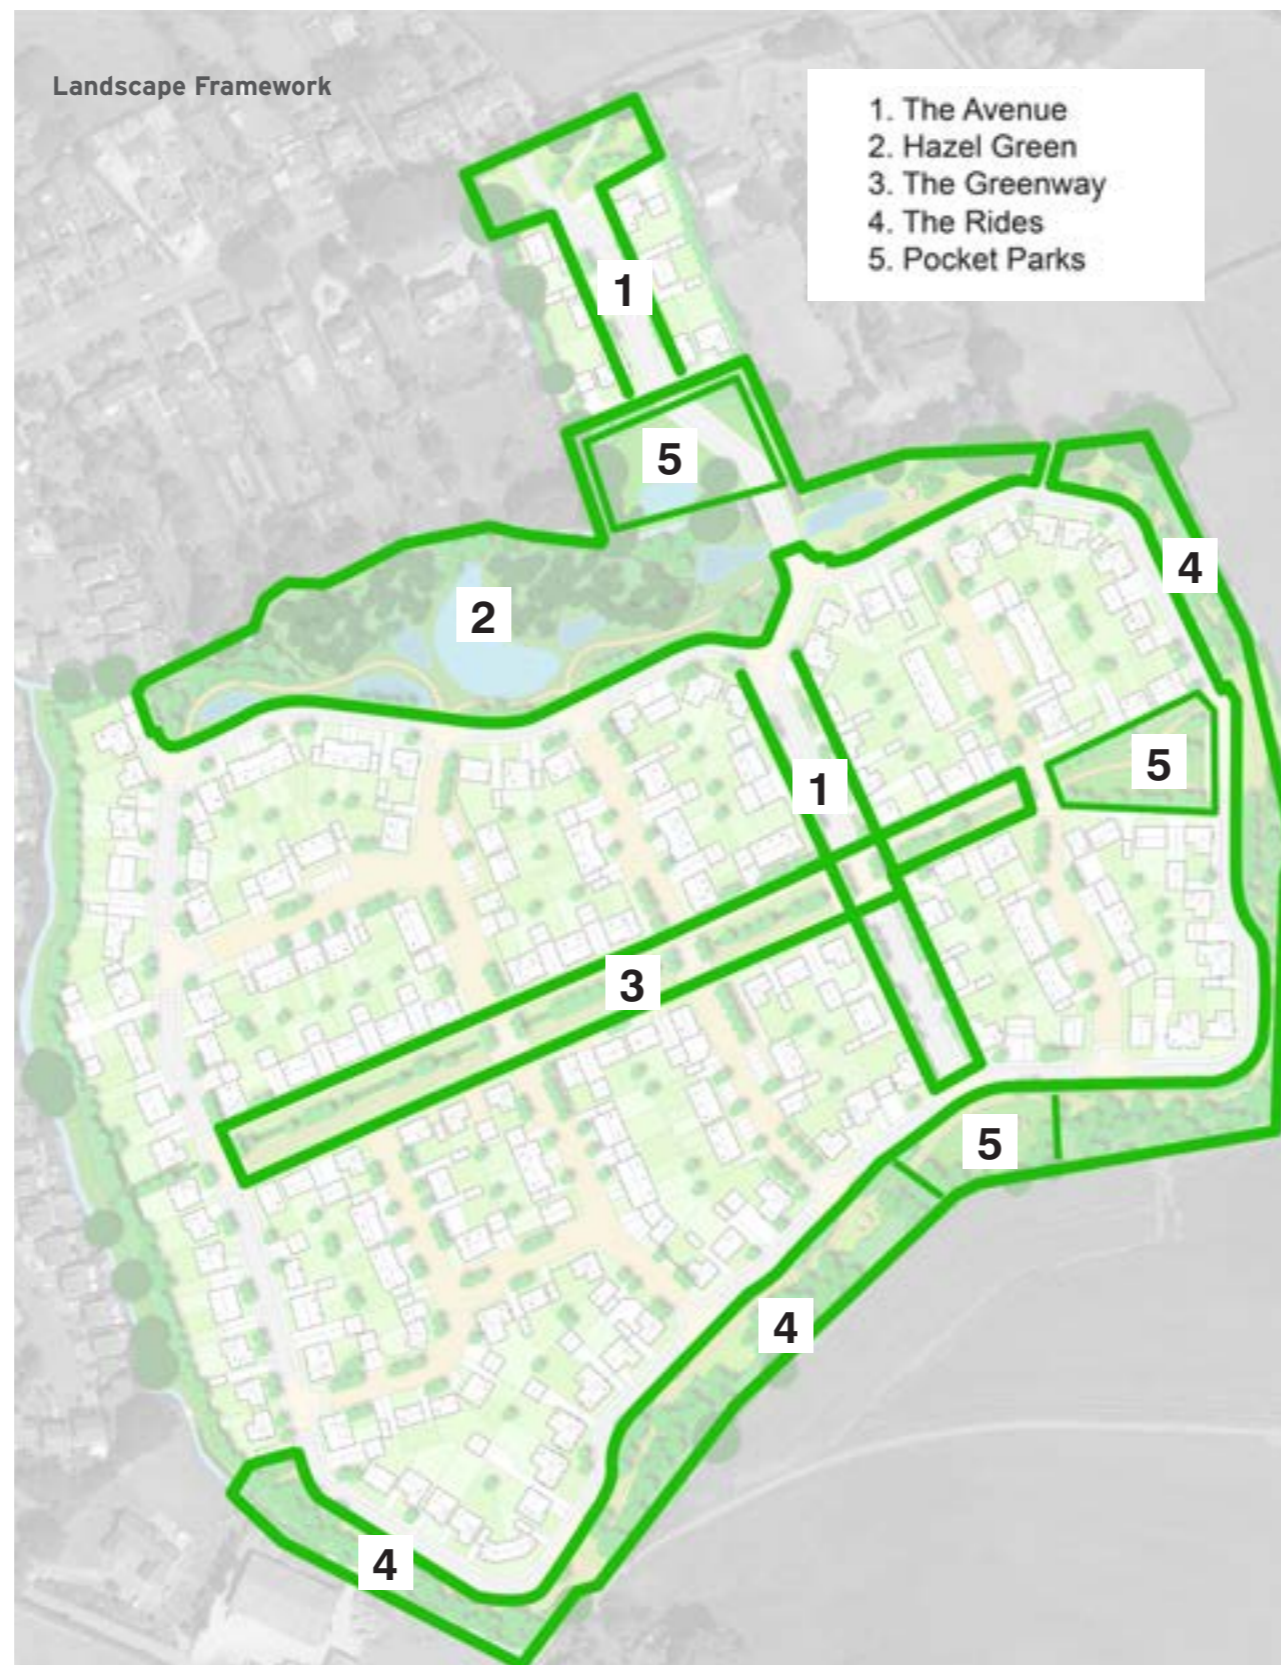 Landscape Framework
1. The Avenue
2. Hazel Green
3. The Greenway
4. The Rides
5. Pocket Parks
1
5
4
2
5
1
3
5
4
4